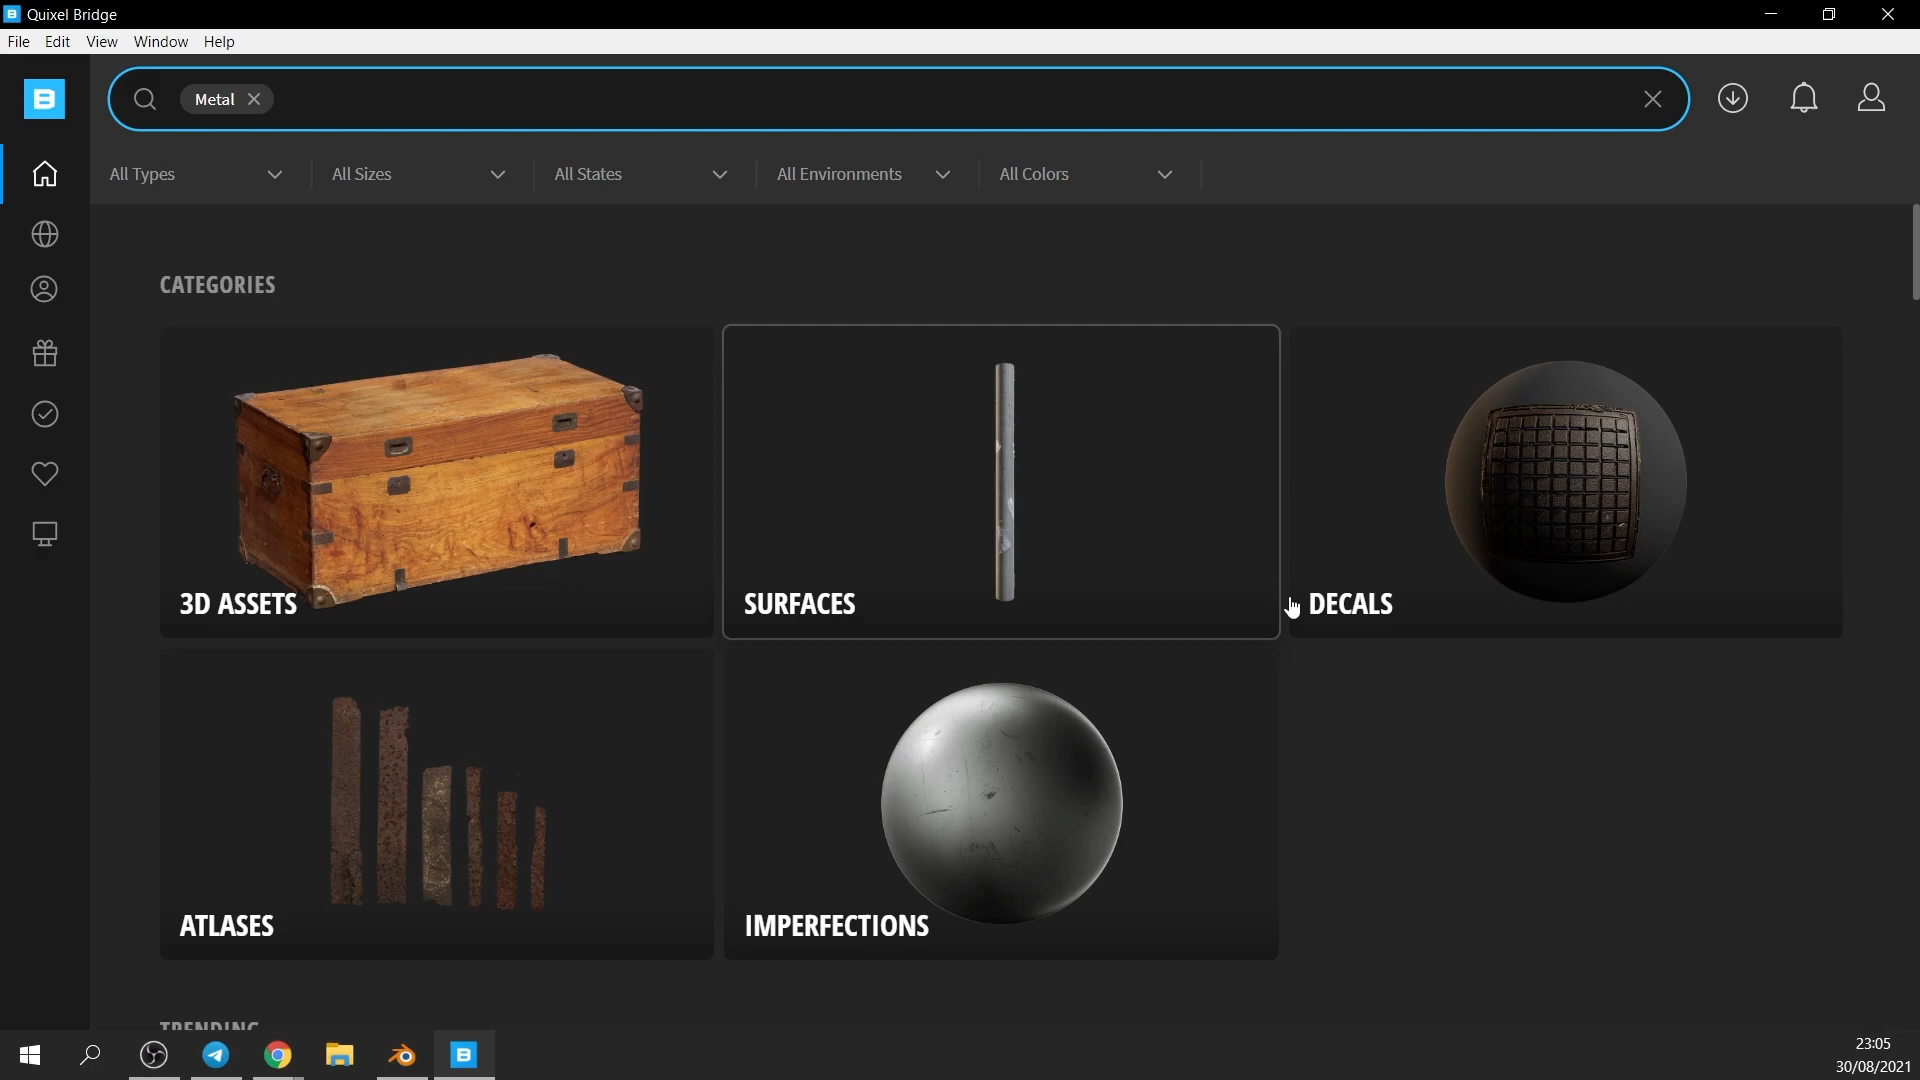 Quixel Bridge
File Edit View Window Help
B
Metal
All Types All Sizes All States All Environments All Colors
CATEGORIES
3D ASSETS
SURFACES
DECALS
ATLASES
IMPERFECTIONS
TRENDING
B
23:05
30/08/2021